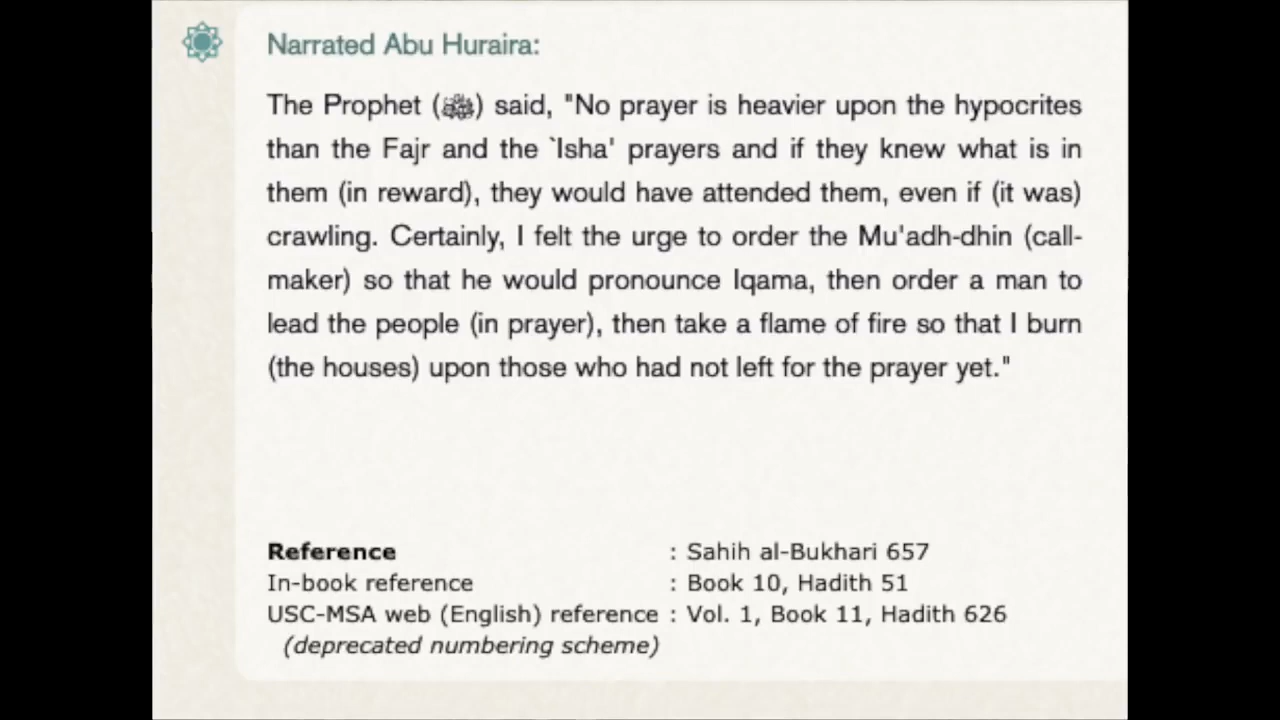 Narrated Abu Huraira:
The Prophet (ﷺ) said, "No prayer is heavier upon the hypocrites
than the Fajr and the `Isha' prayers and if they knew what is in
them (in reward), they would have attended them, even if (it was)
crawling. Certainly, I felt the urge to order the Mu'adh-dhin (call-
maker) so that he would pronounce Iqama, then order a man to
lead the people (in prayer), then take a flame of fire so that I burn
(the houses) upon those who had not left for the prayer yet."
Reference : Sahih al-Bukhari 657
In-book reference : Book 10, Hadith 51
USC-MSA web (English) reference : Vol. 1, Book 11, Hadith 626
(deprecated numbering scheme)